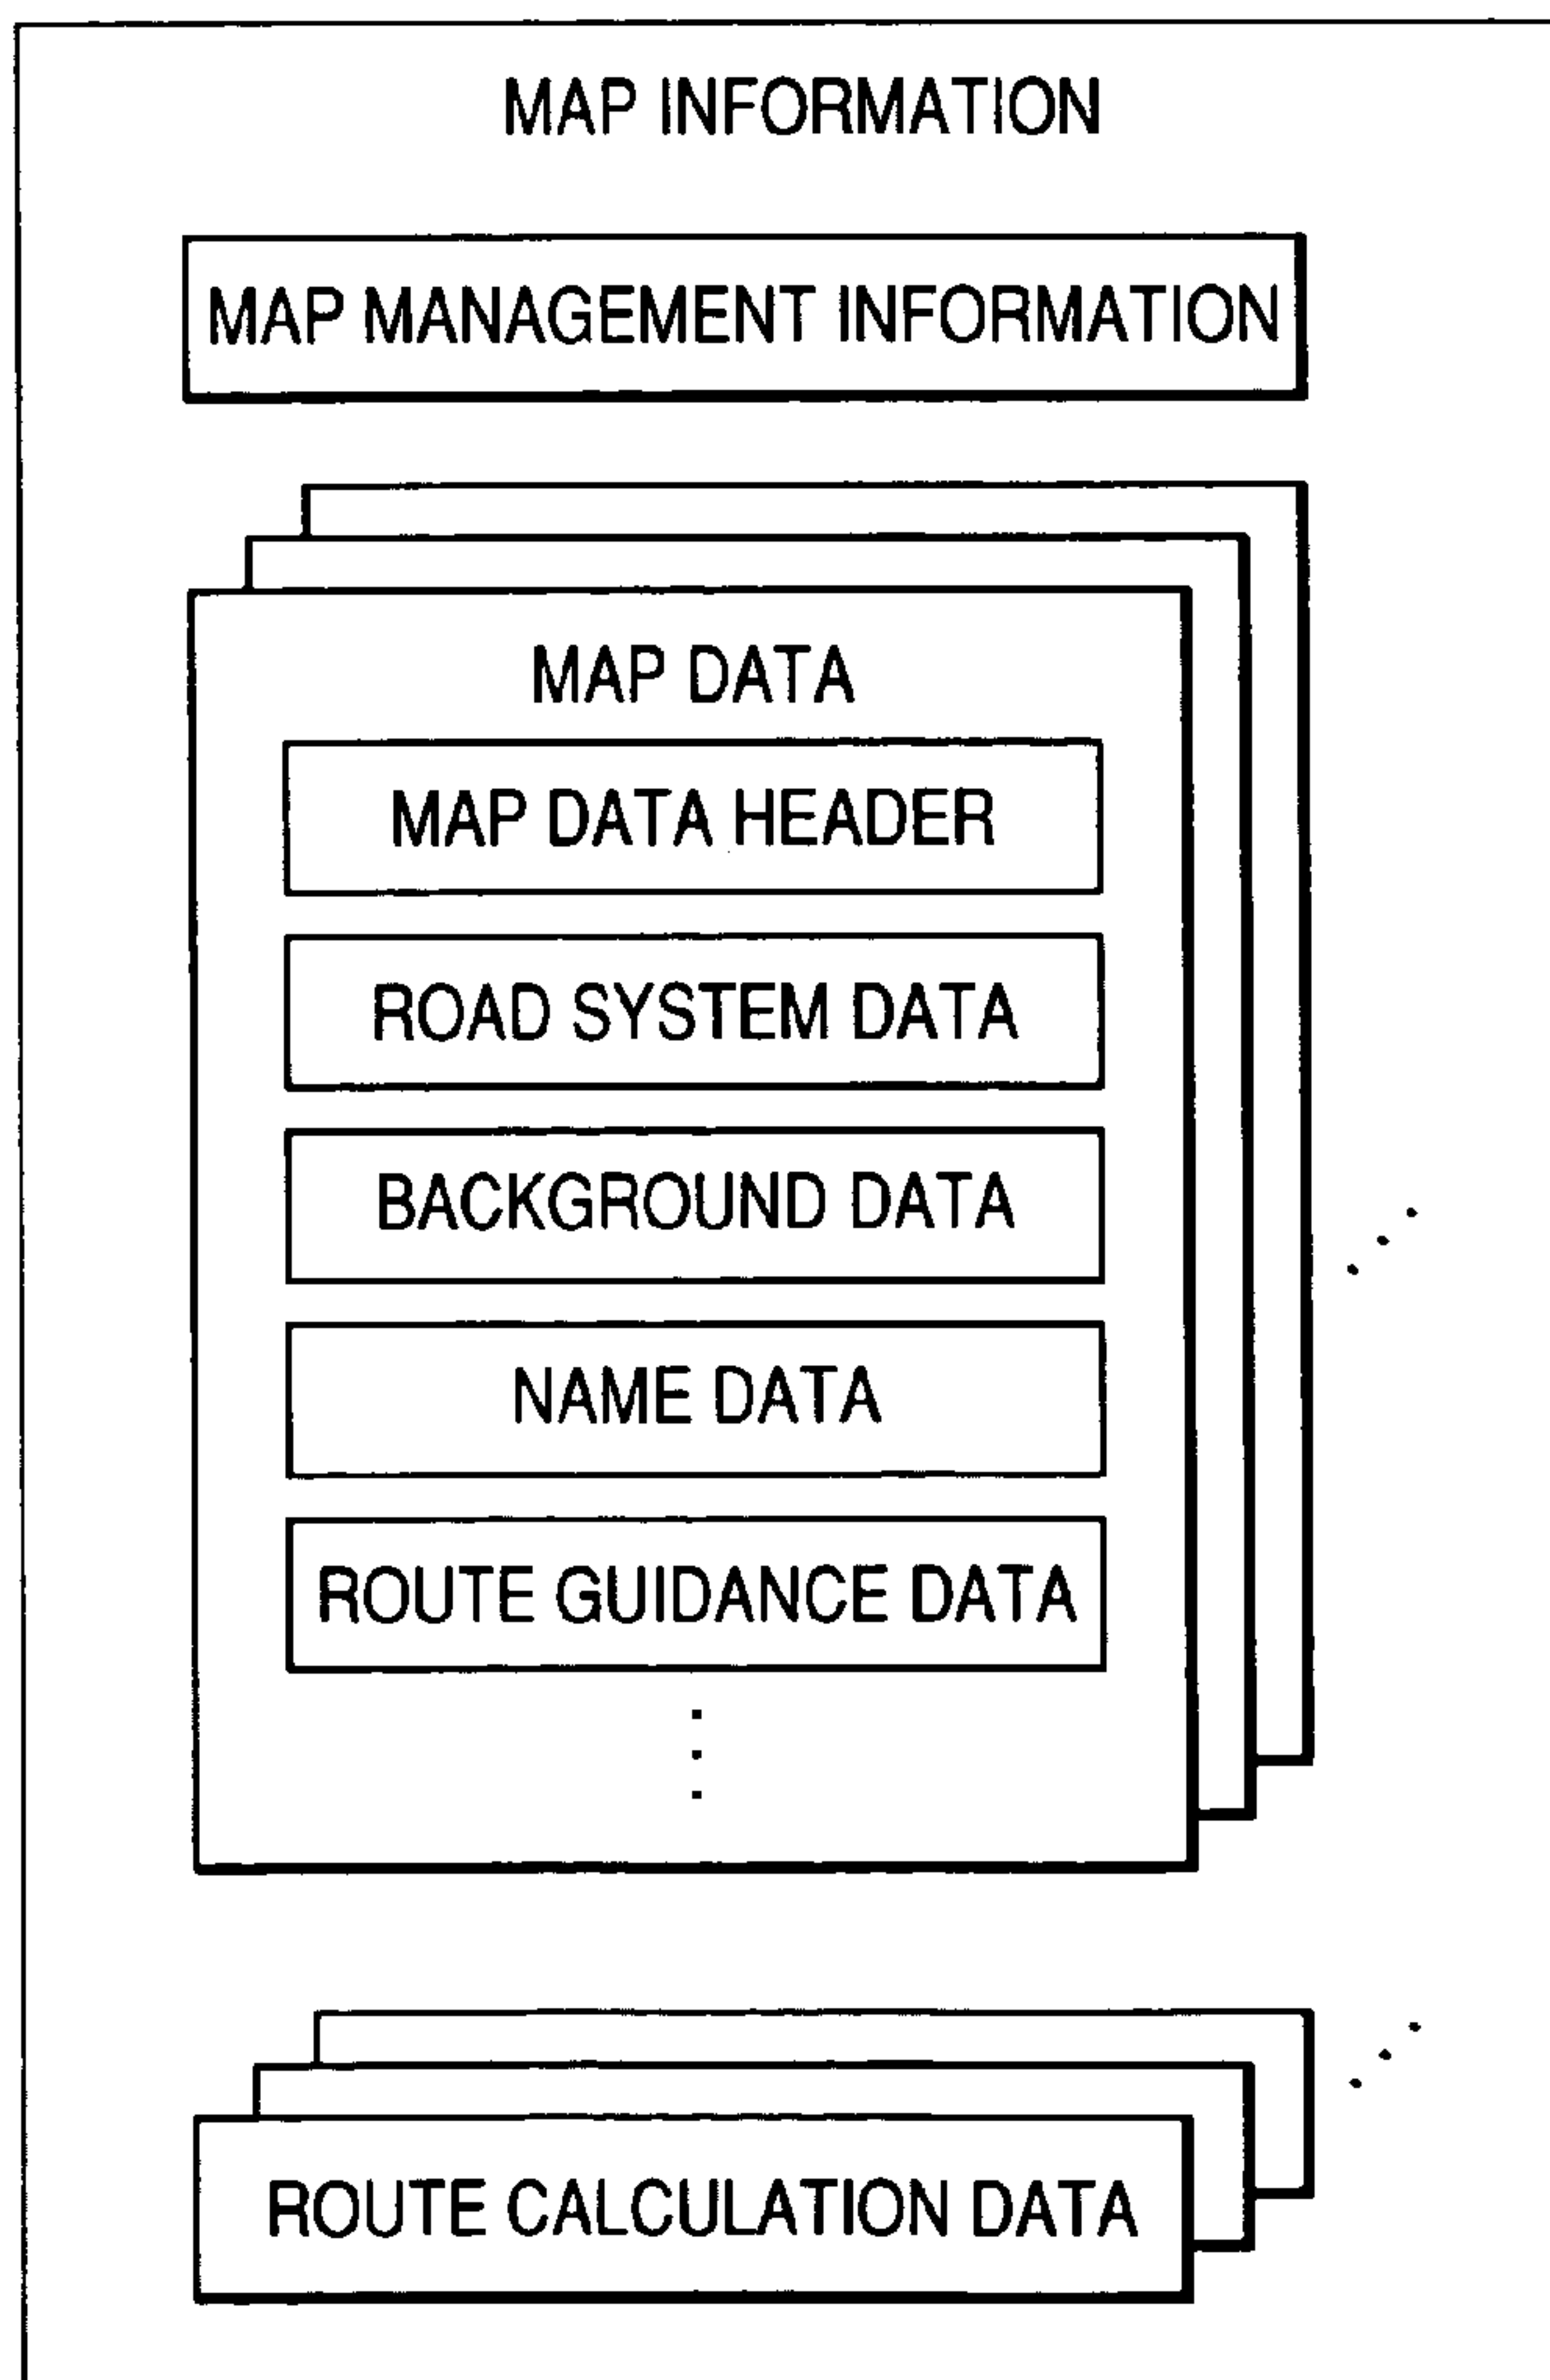 MAP INFORMATION
MAP MANAGEMENT INFORMATION
MAP DATA
MAP DATA HEADER
ROAD SYSTEM DATA
BACKGROUND DATA
NAME DATA
ROUTE GUIDANCE DATA
ROUTE CALCULATION DATA